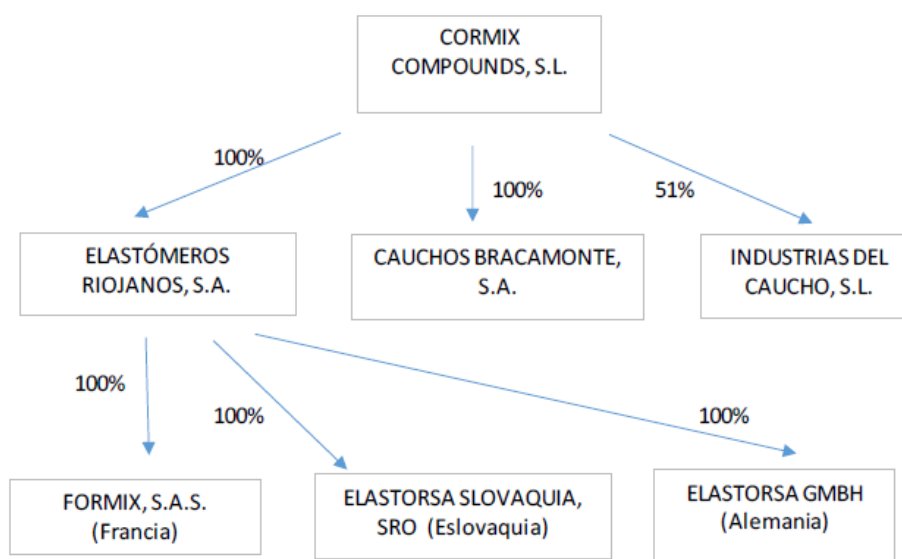 CORMIX
COMPOUNDS, S.L.
100%
100%
51%
ELASTÓMEROS
RIOJANOS, S.A.
CAUCHOS BRACAMONTE,
S.A.
INDUSTRIAS DEL
CAUCHO, S.L.
100%
100%
100%
FORMIX, S.A.S.
(Francia)
ELASTORSA SLOVAQUIA,
SRO (Eslovaquia)
ELASTORSA GMBH
(Alemania)